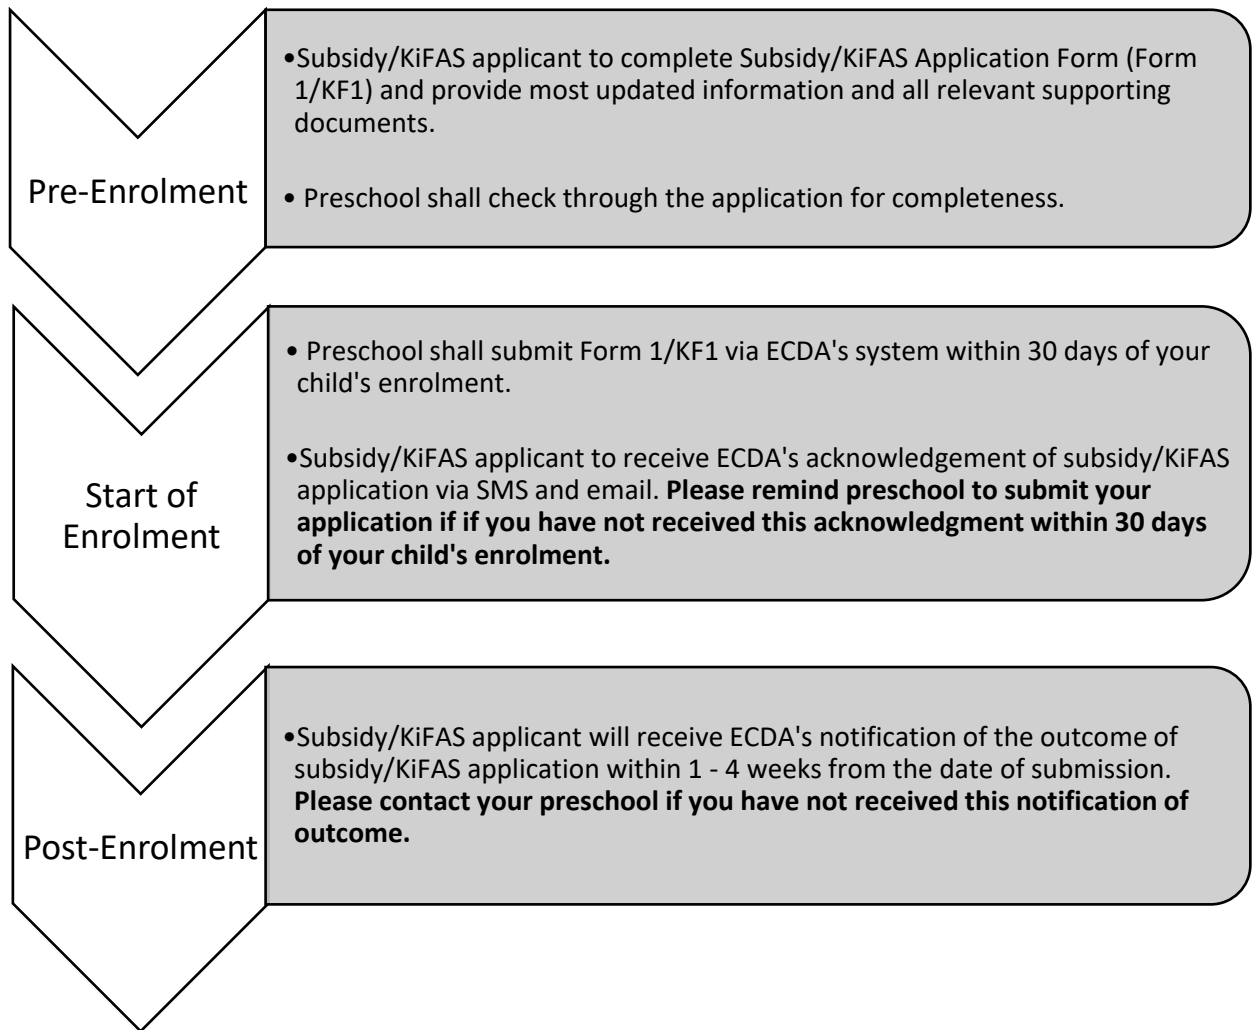 Pre-Enrolment
•Subsidy/KiFAS applicant to complete Subsidy/KiFAS Application Form (Form
1/KF1) and provide most updated information and all relevant supporting
documents.
• Preschool shall check through the application for completeness.
Start of
Enrolment
• Preschool shall submit Form 1/KF1 via ECDA's system within 30 days of your
child's enrolment.
•Subsidy/KiFAS applicant to receive ECDA's acknowledgement of subsidy/KiFAS
application via SMS and email. Please remind preschool to submit your
application if if you have not received this acknowledgment within 30 days
of your child's enrolment.
Post-Enrolment
•Subsidy/KiFAS applicant will receive ECDA's notification of the outcome of
subsidy/KiFAS application within 1 - 4 weeks from the date of submission.
Please contact your preschool if you have not received this notification of
outcome.